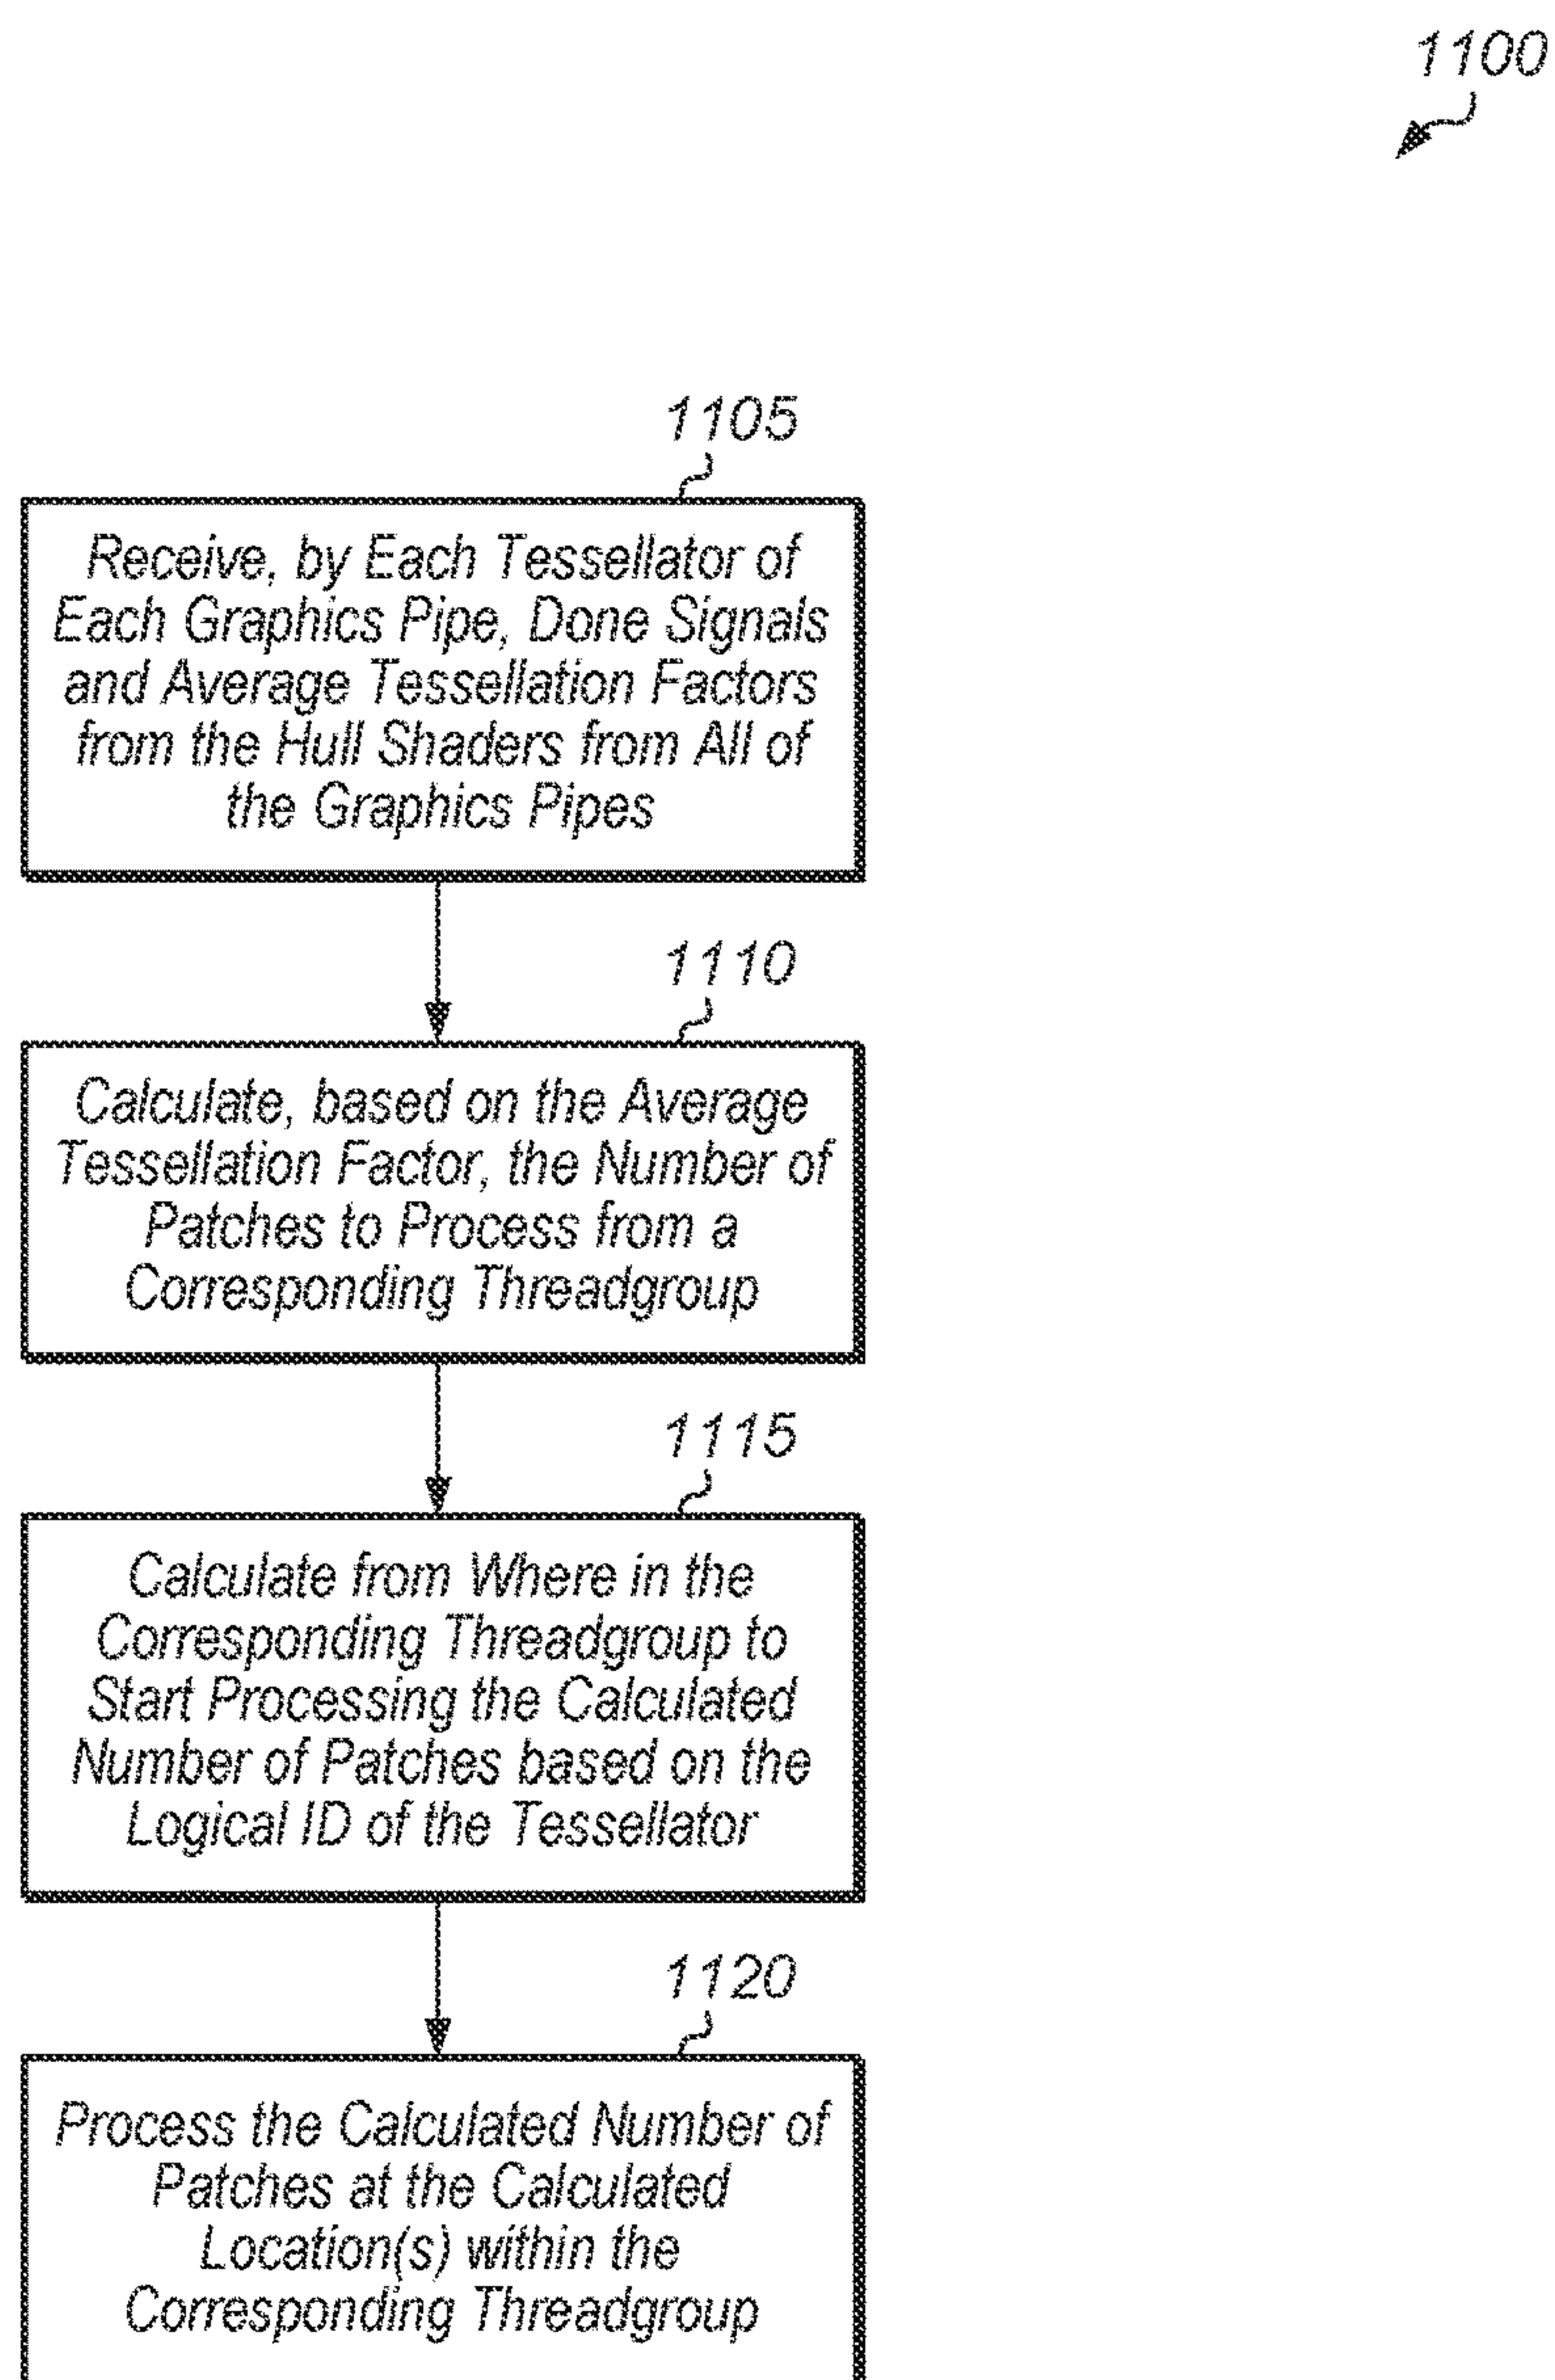 1100
1105
Receive, by Each Tessellator of
Each Graphics Pipe, Done Signals
and Average Tessellation Factors
from the Hull Shaders from All of
the Graphics Pipes
1110
Calculate, based on the Average
Tessellation Factor, the Number of
Patches to Process from a
Corresponding Threadgroup
1115
Calculate from Where in the
Corresponding Threadgroup to
Start Processing the Calculated
Number of Patches based on the
Logical ID of the Tessellator
1120
Process the Calculated Number of
Patches at the Calculated
Location(s) within the
Corresponding Threadgroup